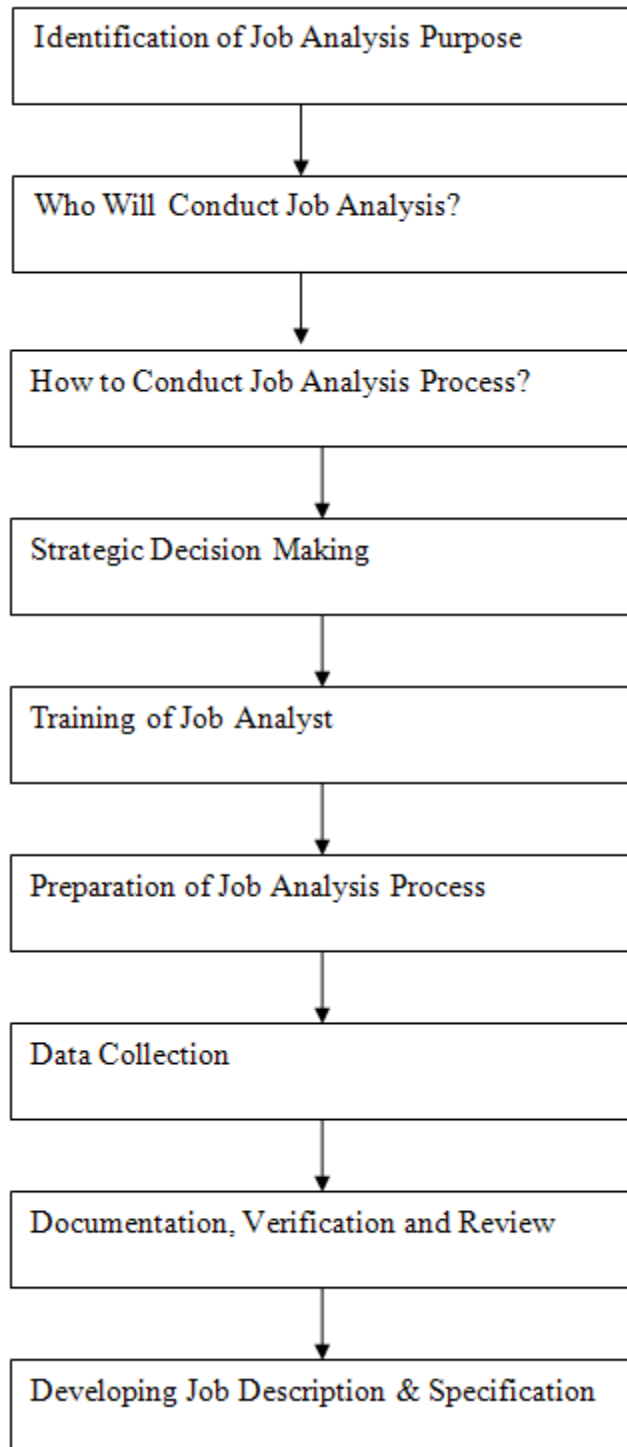 Identification of Job Analysis Purpose
Who Will Conduct Job Analysis?
How to Conduct Job Analysis Process?
Strategic Decision Making
Training of Job Analyst
Preparation of Job Analysis Process
Data Collection
Documentation, Verification and Review
Developing Job Description & Specification